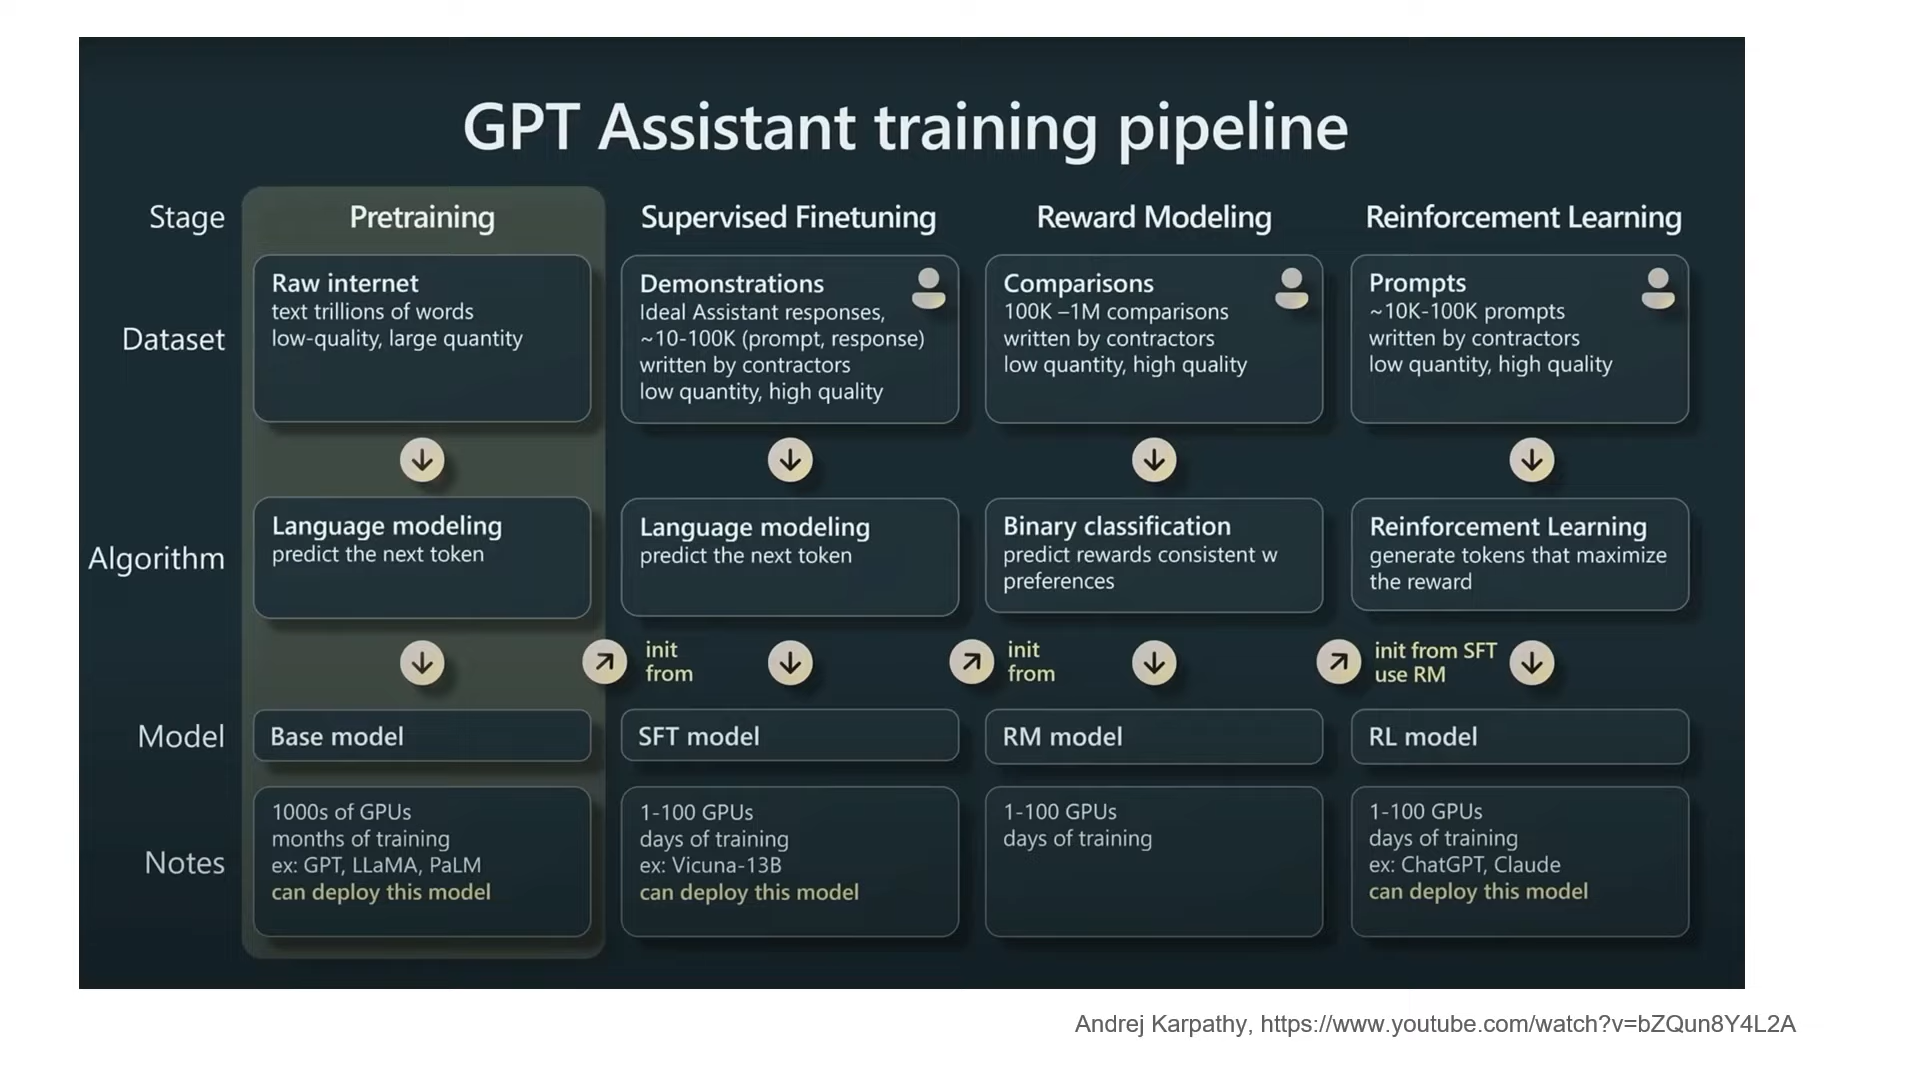 GPT Assistant training pipeline
Stage
Pretraining
Supervised Finetuning
Reward Modeling
Reinforcement Learning
Dataset
Raw internet
text trillions of words
low-quality, large quantity
Demonstrations
Ideal Assistant responses,
~10-100K (prompt, response)
written by contractors
low quantity, high quality
Comparisons
100K –1M comparisons
written by contractors
low quantity, high quality
Prompts
~10K-100K prompts
written by contractors
low quantity, high quality
Algorithm
Language modeling
predict the next token
Language modeling
predict the next token
Binary classification
predict rewards consistent w
preferences
Reinforcement Learning
generate tokens that maximize
the reward
init
from
init
from
init from SFT
use RM
Model
Base model
SFT model
RM model
RL model
Notes
1000s of GPUs
months of training
ex: GPT, LLaMA, PaLM
can deploy this model
1-100 GPUs
days of training
ex: Vicuna-13B
can deploy this model
1-100 GPUs
days of training
1-100 GPUs
days of training
ex: ChatGPT, Claude
can deploy this model
Andrej Karpathy, https://www.youtube.com/watch?v=bZQun8Y4L2A